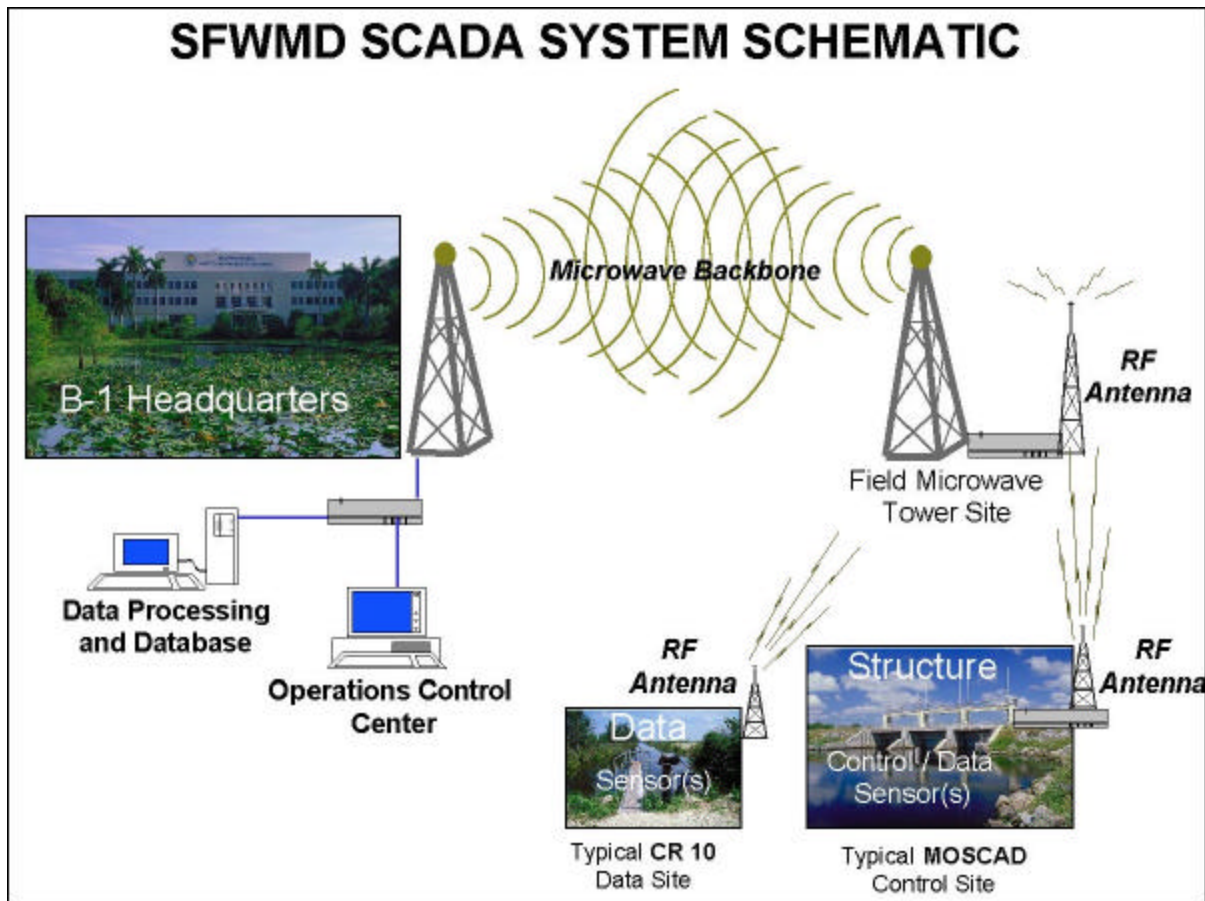 SFWMD SCADA SYSTEM SCHEMATIC
Microwave Backbone
B-1 Headquarters
RF
Antenna
Field Microwave
Tower Site
Data Processing
and Database
Operations Control
Center
RF
Antenna
Data
Sensor(s)
Typical CR 10
Data Site
Structure
Control / Data
Sensor(s)
RF
Antenna
Typical MOSCAD
Control Site